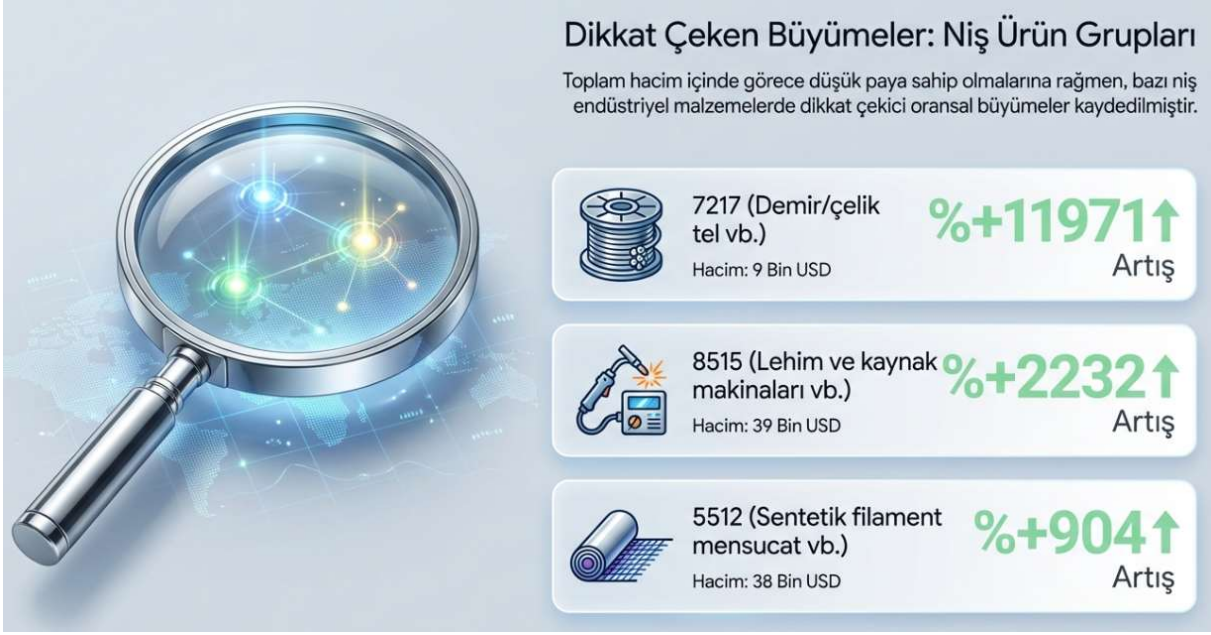 Dikkat Çeken Büyümeler: Niş Ürün Grupları
Toplam hacim içinde görece düşük paya sahip olmalarına rağmen, bazı niş
endüstriyel malzemelerde dikkat çekici oransal büyümeler kaydedilmiştir.
7217 (Demir/çelik
tel vb.)
Hacim: 9 Bin USD
%+11971↑
Artış
8515 (Lehim ve kaynak
makinaları vb.)
Hacim: 39 Bin USD
%+2232↑
Artış
5512 (Sentetik filament
mensucat vb.)
Hacim: 38 Bin USD
%+904↑
Artış